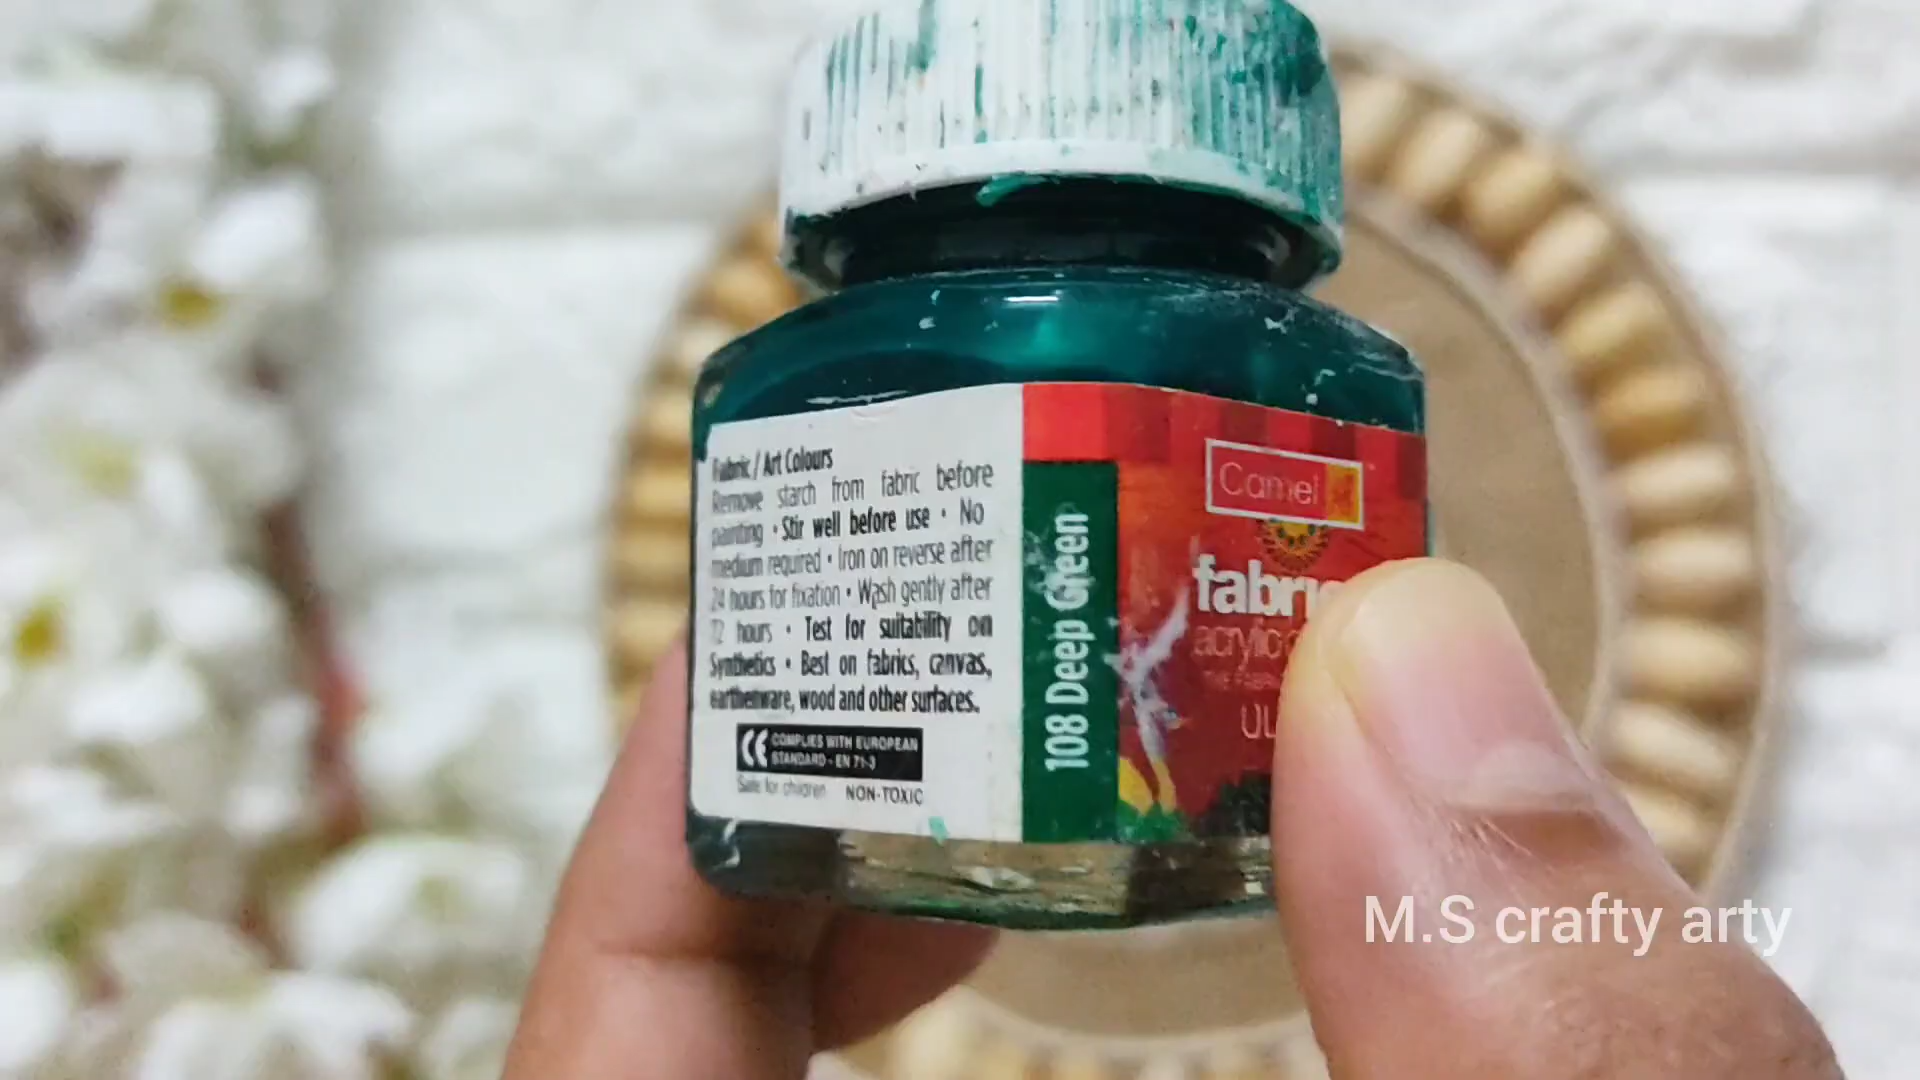 Fabric / Art Colours
Remove starch from fabric before
painting • Stir well before use • No
medium required • Iron on reverse after
24 hours for fixation • Wash gently after
72 hours • Test for suitability on
Synthetics • Best on fabrics, canvas,
earthenware, wood and other surfaces.
CE COMPLIES WITH EUROPEAN
STANDARD - EN 71-3
Safe for children NON-TOXIC
108 Deep Green
Camel
fabric
acrylic
UL
M.S crafty arty